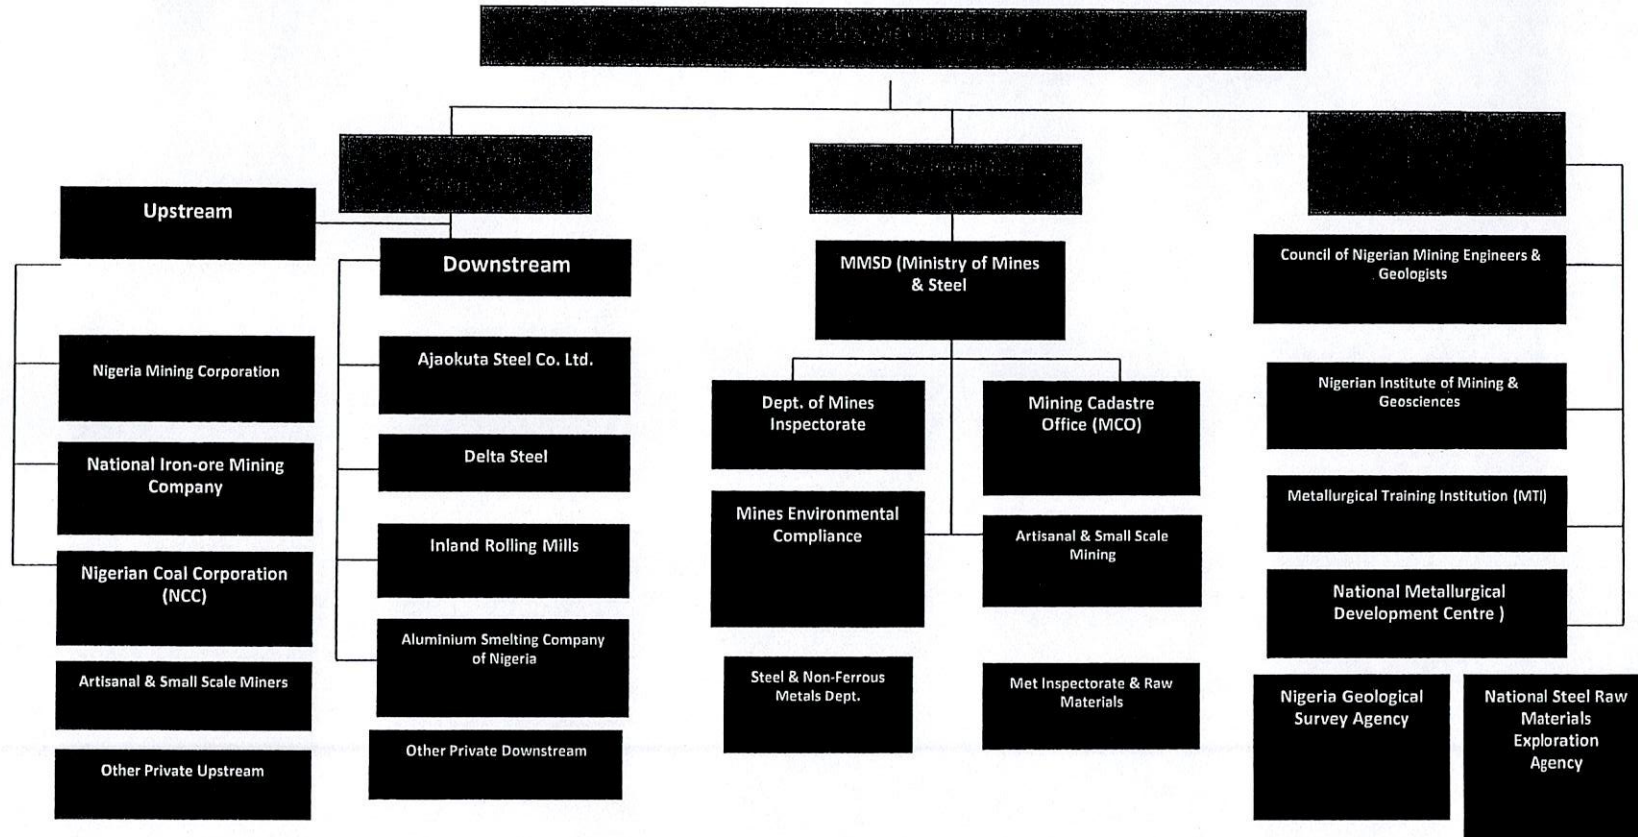 Upstream
Nigeria Mining Corporation
National Iron-ore Mining
Company
Nigerian Coal Corporation
(NCC)
Artisanal & Small Scale Miners
Other Private Upstream
Downstream
Ajaokuta Steel Co. Ltd.
Delta Steel
Inland Rolling Mills
Aluminium Smelting Company
of Nigeria
Other Private Downstream
MMSD (Ministry of Mines
& Steel
Dept. of Mines
Inspectorate
Mining Cadastre
Office (MCO)
Mines Environmental
Compliance
Artisanal & Small Scale
Mining
Steel & Non-Ferrous
Metals Dept.
Met Inspectorate & Raw
Materials
Council of Nigerian Mining Engineers &
Geologists
Nigerian Institute of Mining &
Geosciences
Metallurgical Training Institution (MTI)
National Metallurgical
Development Centre )
Nigeria Geological
Survey Agency
National Steel Raw
Materials
Exploration
Agency